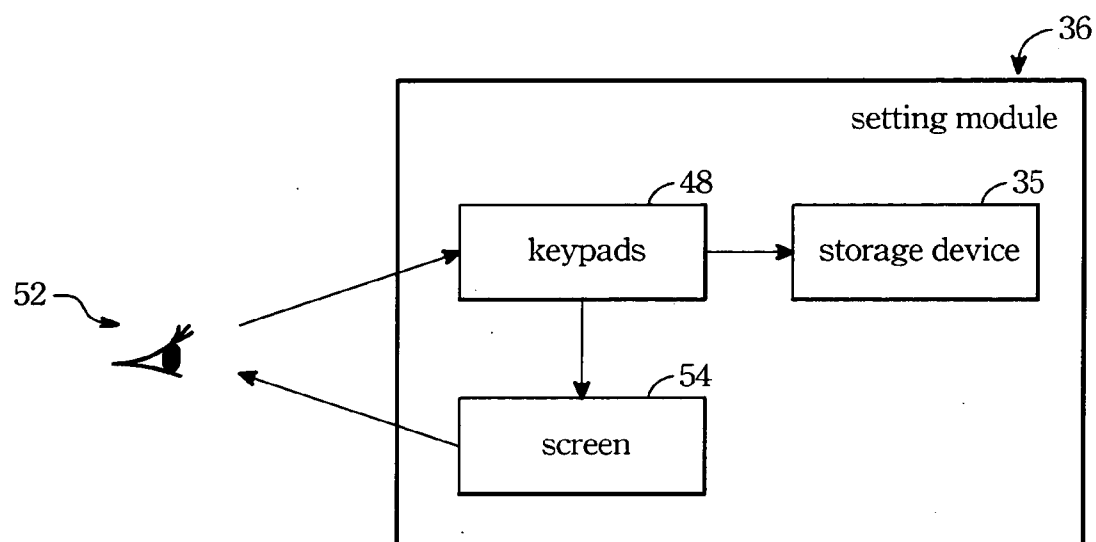 36
setting module
48
35
keypads
storage device
52
54
screen